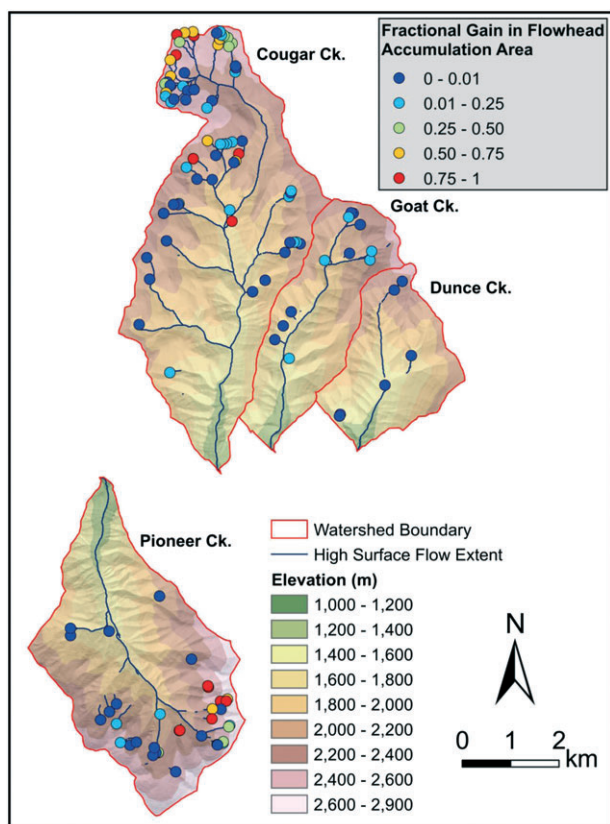 Fractional Gain in Flowhead
Accumulation Area
0 - 0.01
0.01 - 0.25
0.25 - 0.50
0.50 - 0.75
0.75 - 1
Cougar Ck.
Goat Ck.
Dunce Ck.
Pioneer Ck.
Watershed Boundary
High Surface Flow Extent
Elevation (m)
1,000 - 1,200
1,200 - 1,400
1,400 - 1,600
1,600 - 1,800
1,800 - 2,000
2,000 - 2,200
2,200 - 2,400
2,400 - 2,600
2,600 - 2,900
N
0 1 2
km